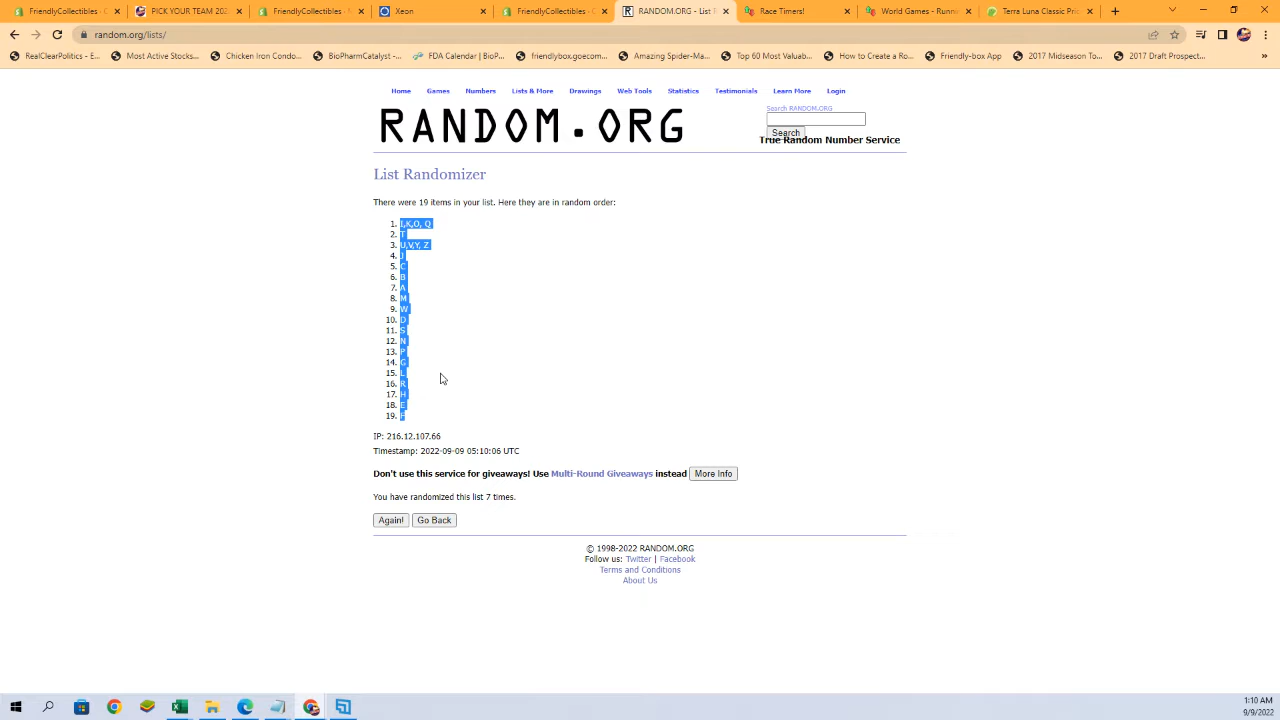 FriendlyCollectibles - E
PICK YOUR TEAM 202
FriendlyCollectibles - S
Xeon
FriendlyCollectibles - S
RANDOM.ORG - List
Race Times!
World Games - Runn
Terra Luna Classic Pric
random.org/lists/
RealClearPolitics - E...
Most Active Stocks...
Chicken Iron Condo...
BioPharmCatalyst -...
FDA Calendar | Bio...
friendlybox.goecom...
Amazing Spider-Ma...
Top 60 Most Valuab...
How to Create a Ro...
Friendly-box App
2017 Midseason To...
2017 Draft Prospect...
»
Home Games Numbers Lists & More Drawings Web Tools Statistics Testimonials Learn More Login
Search RANDOM.ORG
RANDOM.ORG
Search
True Random Number Service
List Randomizer
There were 19 items in your list. Here they are in random order:
1. I,K,O, Q
2. T
3. U,V,Y, Z
4. J
5. C
6. B
7. A
8. M
9. W
10. D
11. S
12. N
13. P
14. G
15. L
16. R
17. H
18. E
19. F
IP: 216.12.107.66
Timestamp: 2022-09-09 05:10:06 UTC
Don't use this service for giveaways! Use Multi-Round Giveaways instead More Info
You have randomized this list 7 times.
Again! Go Back
© 1998-2022 RANDOM.ORG
Follow us: Twitter | Facebook
Terms and Conditions
About Us
1:10 AM
9/9/2022